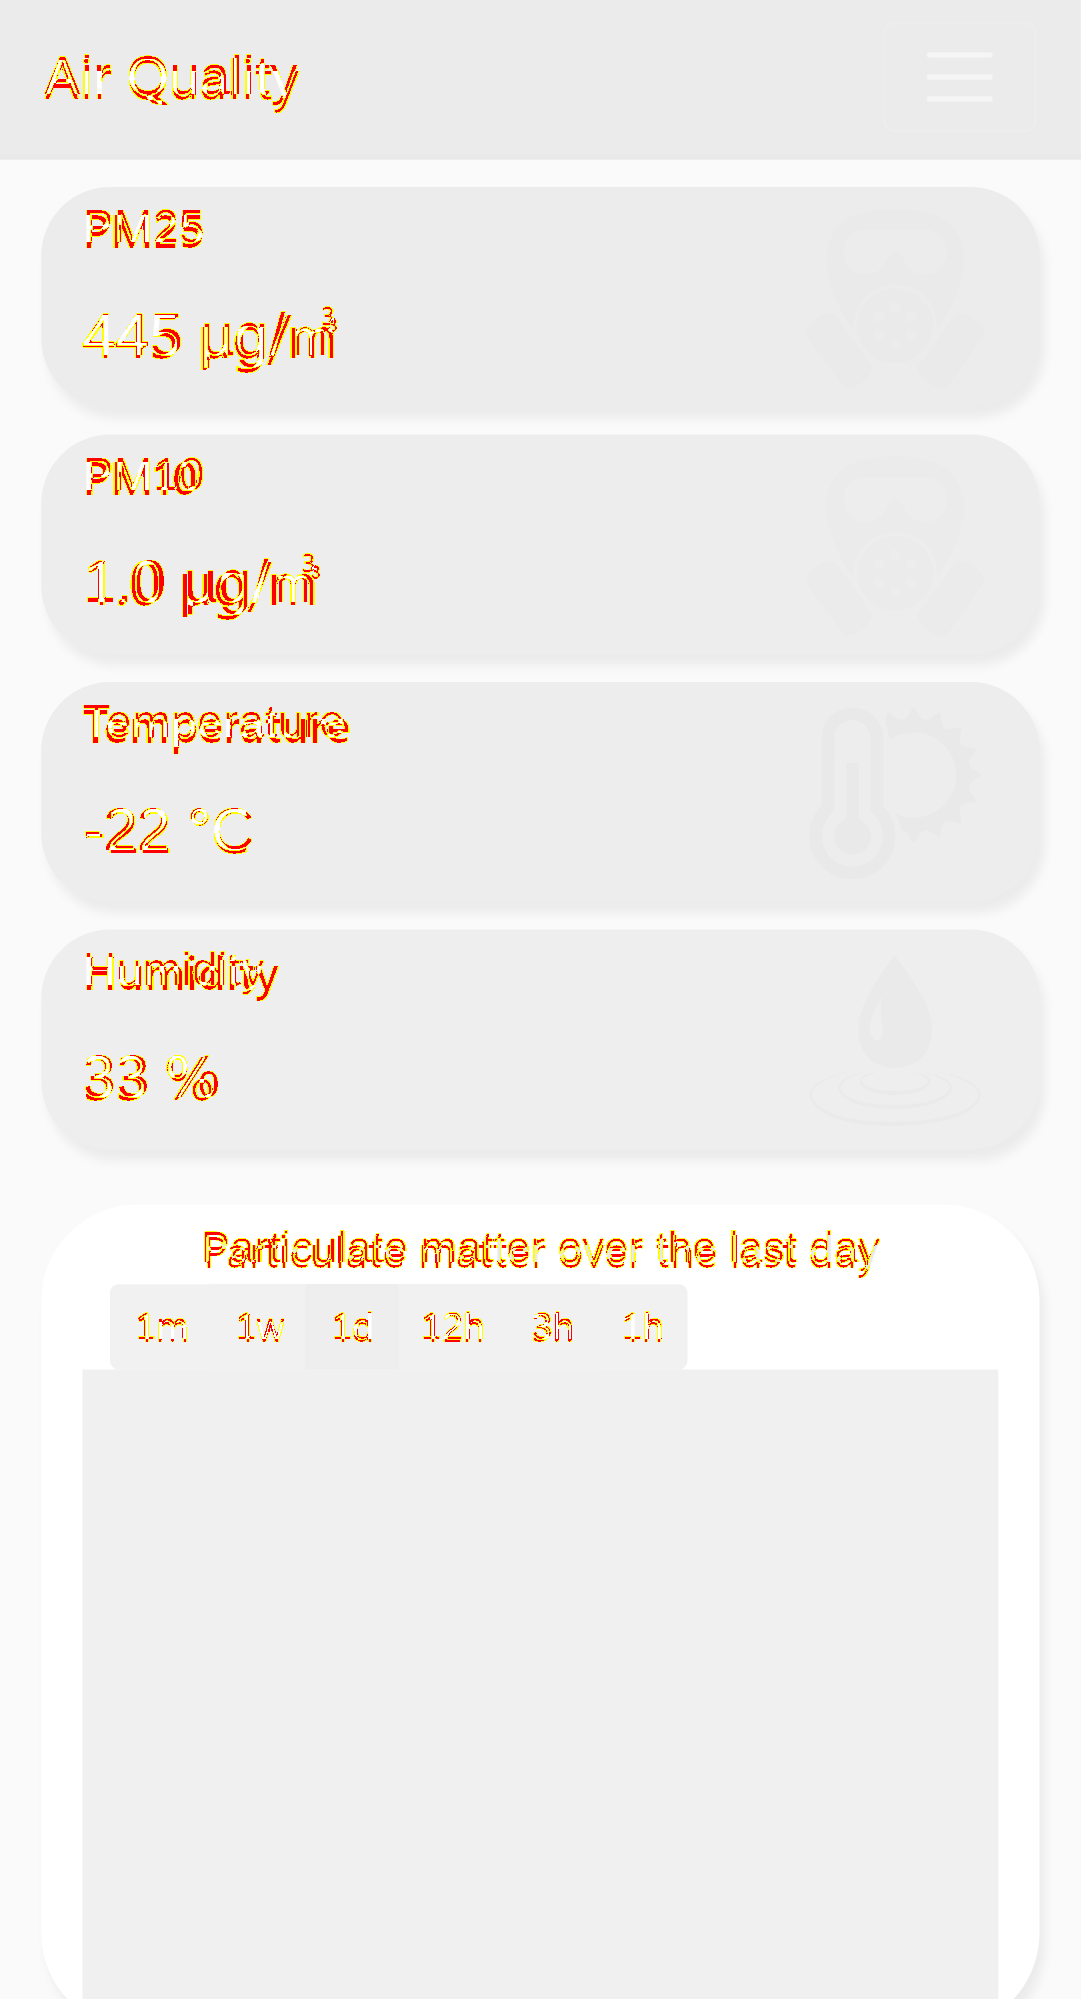 Air Quality
PM25
445 µg/㎥
PM10
1.0 µg/㎥
Temperature
-22 °C
Humidity
33 %
Particulate matter over the last day
1m 1w 1d 12h 3h 1h